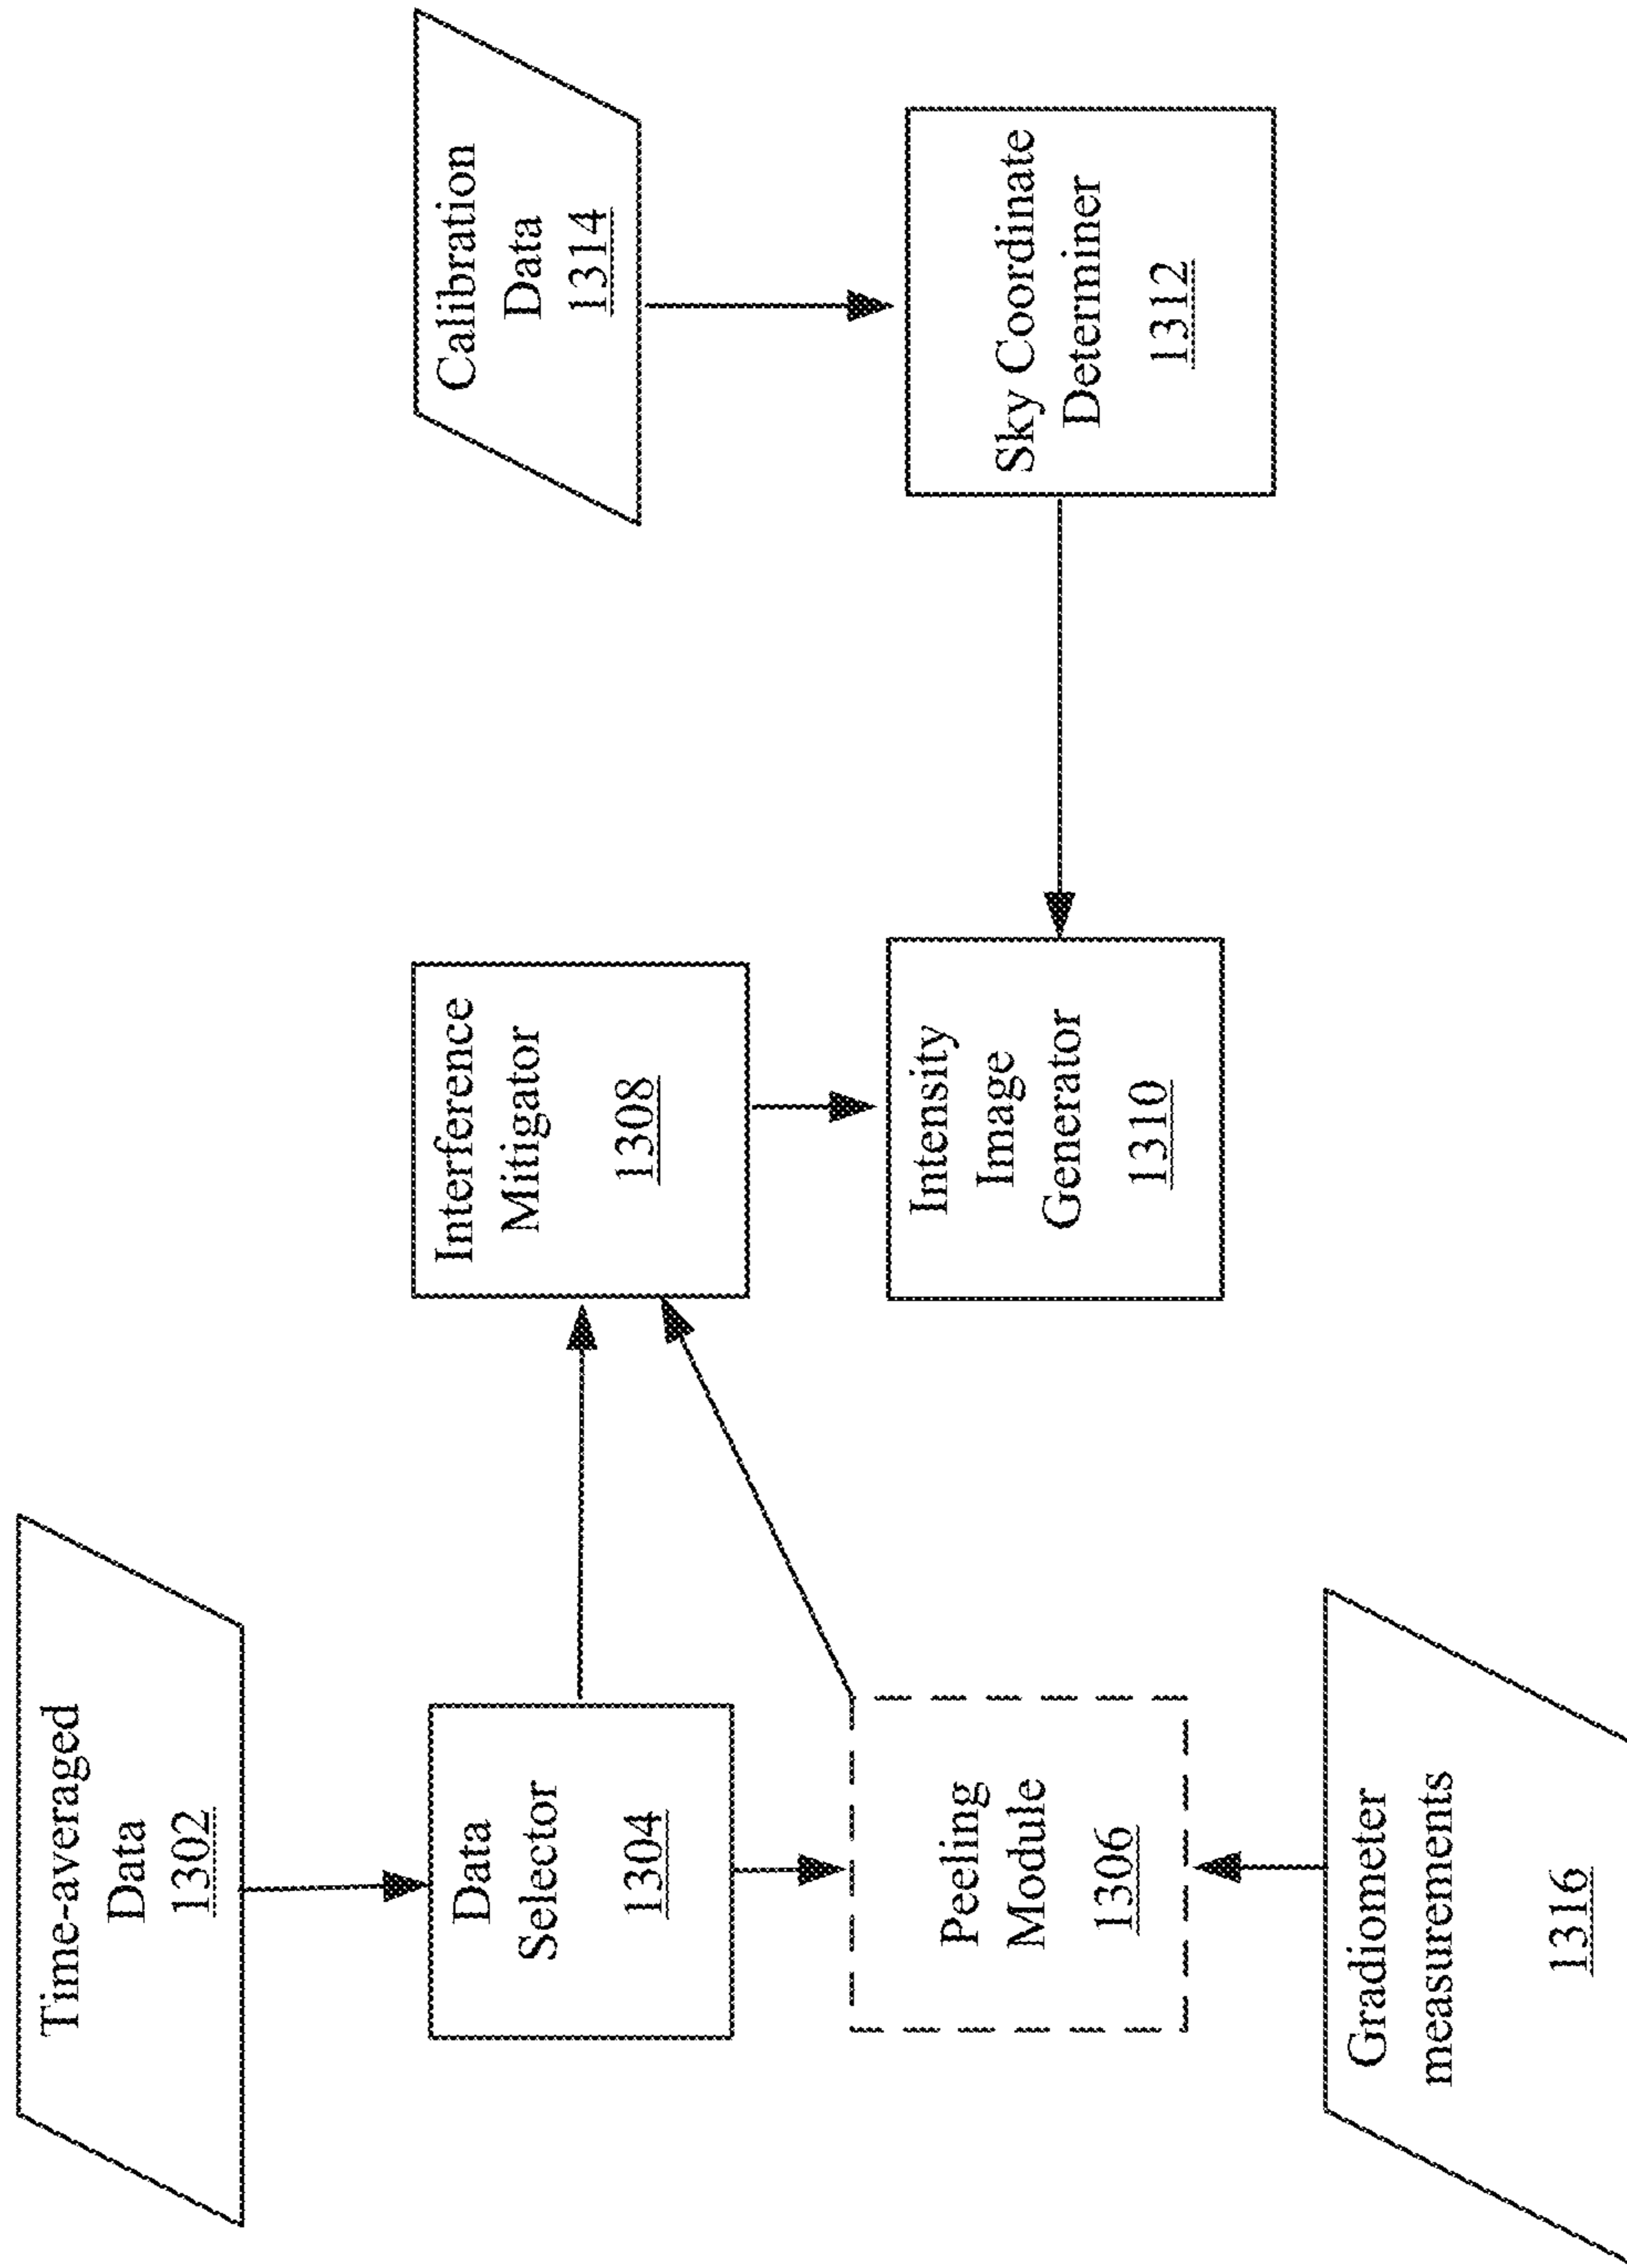 Time-averaged
Data
1302
Data
Selector
1304
Peeling
Module
1306
Gradiometer
measurements
1316
Interference
Mitigator
1308
Intensity
Image
Generator
1310
Calibration
Data
1314
Sky Coordinate
Determiner
1312